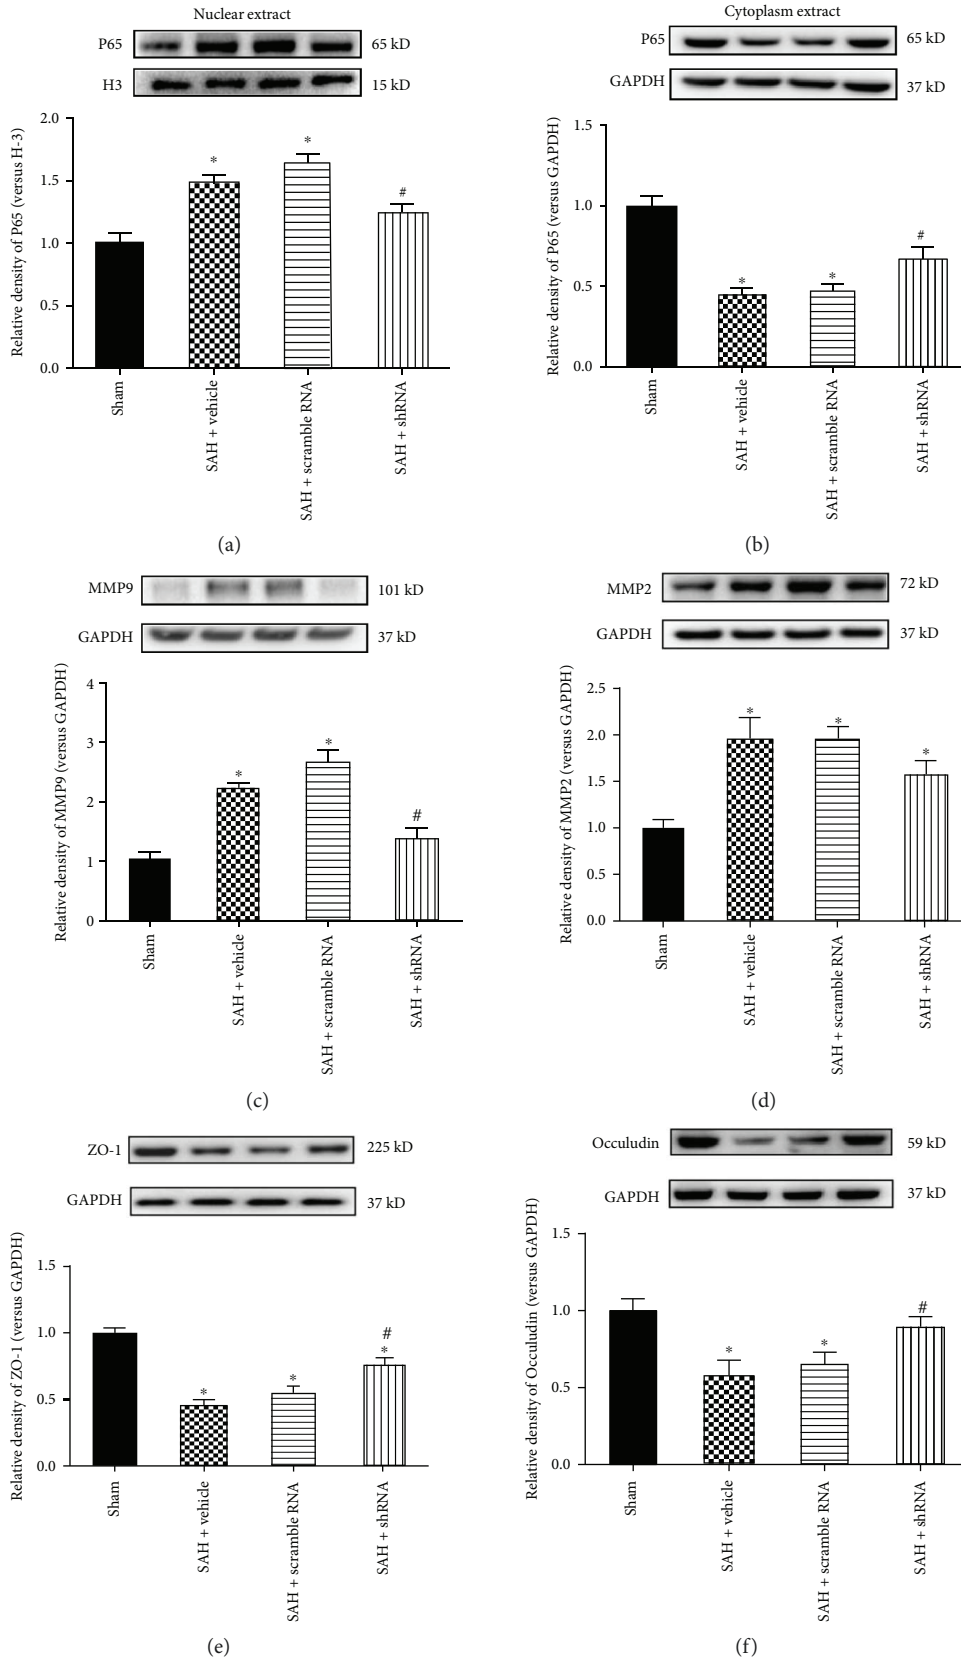 Nuclear extract
P65
65 kD
H3
15 kD
Relative density of P65 (versus H-3)
2.0
1.5
1.0
0.5
0.0
*
*
#
Sham
SAH + vehicle
SAH + scramble RNA
SAH + shRNA
(a)
Cytoplasm extract
P65
65 kD
GAPDH
37 kD
Relative density of P65 (versus GAPDH)
1.5
1.0
0.5
0.0
*
*
#
Sham
SAH + vehicle
SAH + scramble RNA
SAH + shRNA
(b)
MMP9
101 kD
GAPDH
37 kD
Relative density of MMP9 (versus GAPDH)
4
3
2
1
0
*
*
#
Sham
SAH + vehicle
SAH + scramble RNA
SAH + shRNA
(c)
MMP2
72 kD
GAPDH
37 kD
Relative density of MMP2 (versus GAPDH)
2.5
2.0
1.5
1.0
0.5
0.0
*
*
*
Sham
SAH + vehicle
SAH + scramble RNA
SAH + shRNA
(d)
ZO-1
225 kD
GAPDH
37 kD
Relative density of ZO-1 (versus GAPDH)
1.5
1.0
0.5
0.0
*
*
#
*
Sham
SAH + vehicle
SAH + scramble RNA
SAH + shRNA
(e)
Occuludin
59 kD
GAPDH
37 kD
Relative density of Occuludin (versus GAPDH)
1.5
1.0
0.5
0.0
*
*
#
Sham
SAH + vehicle
SAH + scramble RNA
SAH + shRNA
(f)